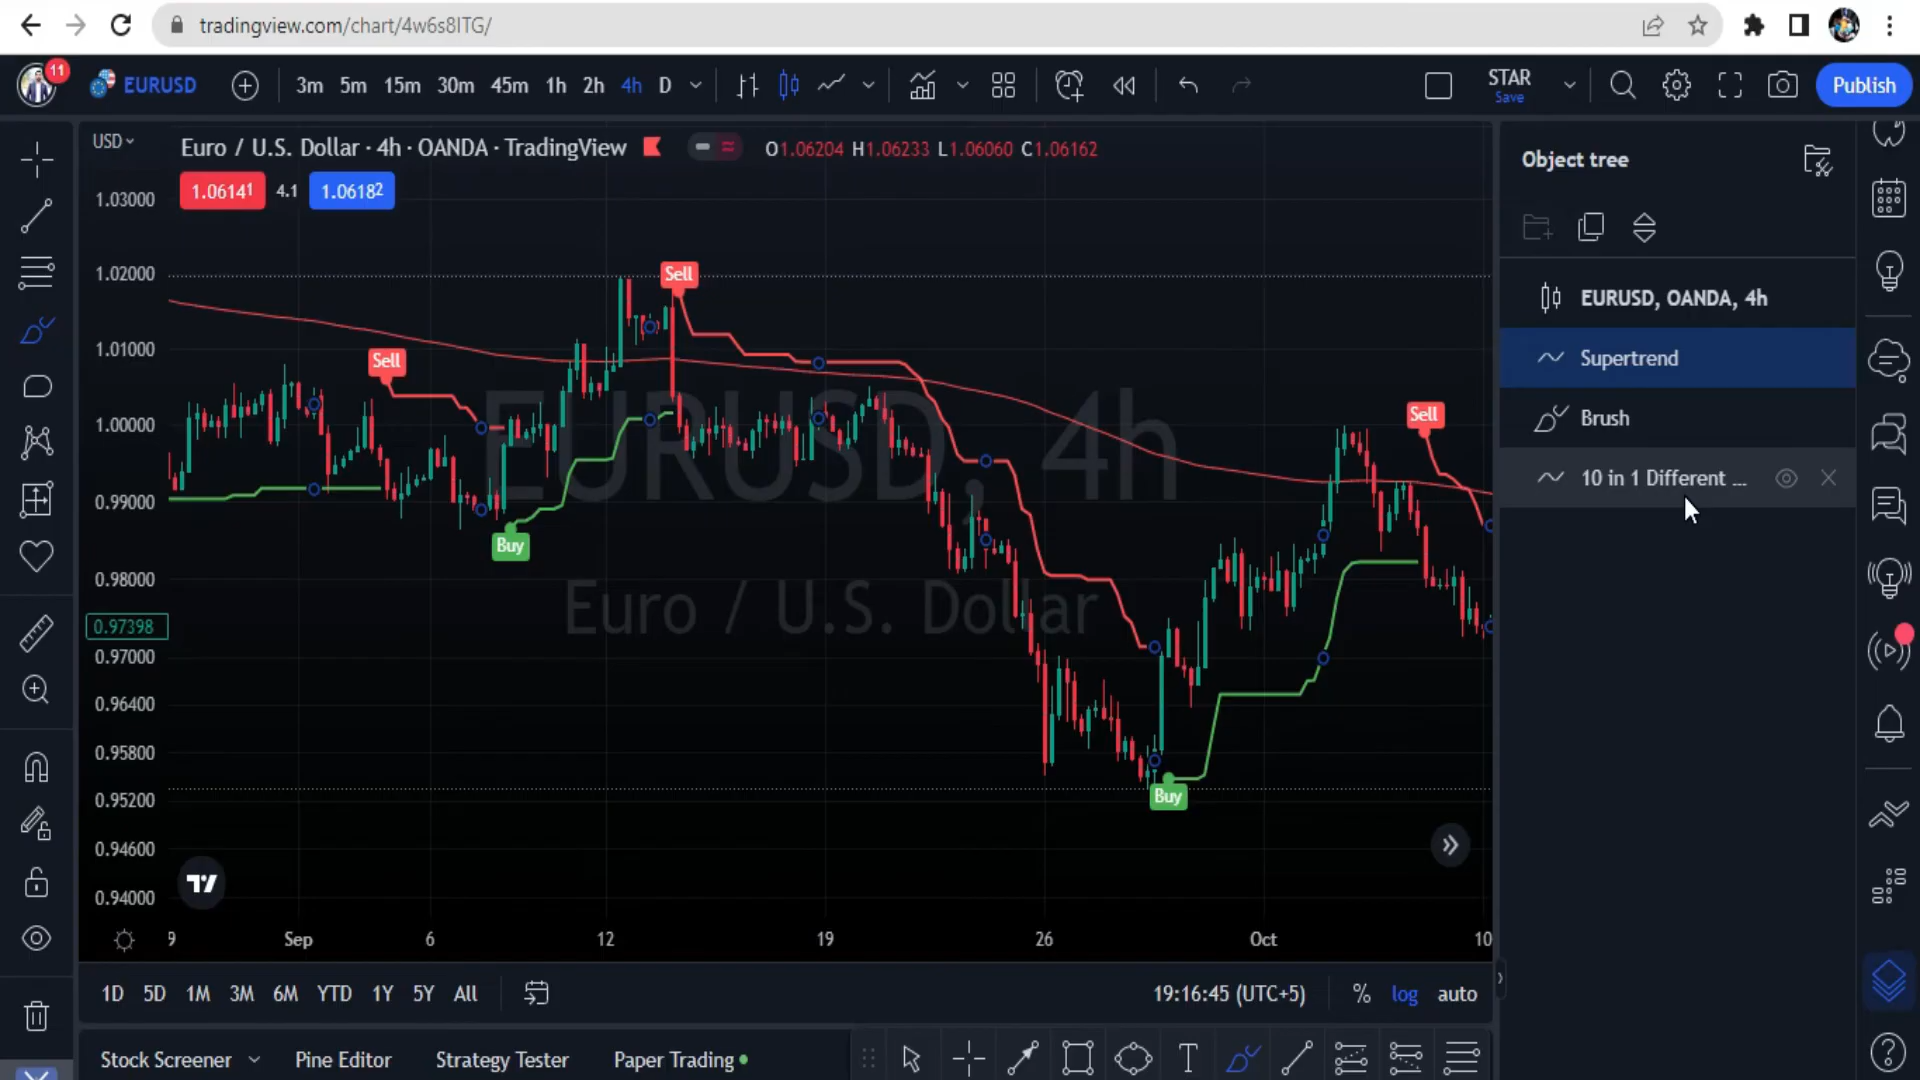 tradingview.com/chart/4w6s8ITG/
11
EURUSD
3m 5m 15m 30m 45m 1h 2h 4h D
STAR
Save
Publish
USD
Euro / U.S. Dollar · 4h · OANDA · TradingView
O1.06204 H1.06233 L1.06060 C1.06162
1.06141 4.1 1.06182
Object tree
EURUSD, OANDA, 4h
Supertrend
Brush
10 in 1 Different ...
1.03000
1.02000
1.01000
1.00000
0.99000
0.98000
0.97398
0.97000
0.96400
0.95800
0.95200
0.94600
0.94000
Sell
Sell
Sell
Buy
Buy
EURUSD, 4h
Euro / U.S. Dollar
9 Sep 6 12 19 26 Oct 10
1D 5D 1M 3M 6M YTD 1Y 5Y All
19:16:45 (UTC+5) % log auto
Stock Screener Pine Editor Strategy Tester Paper Trading